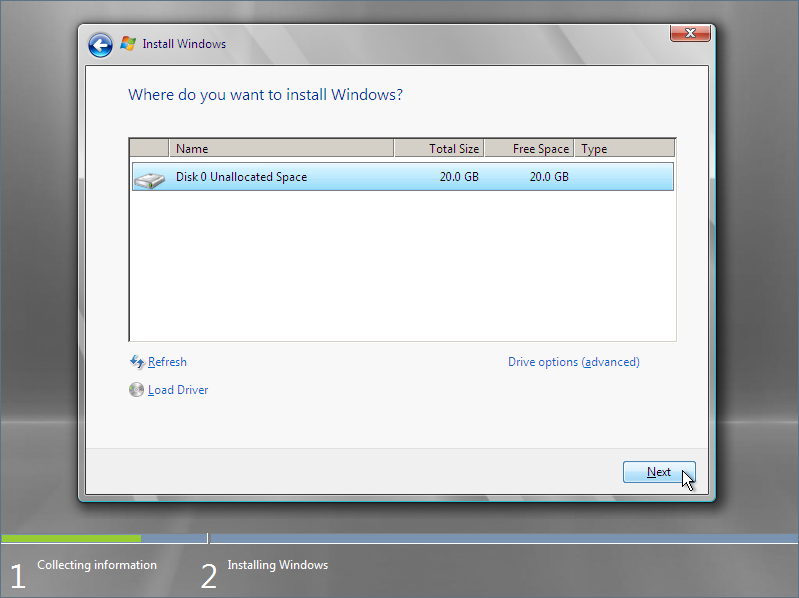 Install Windows
Where do you want to install Windows?
Name Total Size Free Space Type
Disk 0 Unallocated Space 20.0 GB 20.0 GB
Refresh Drive options (advanced)
Load Driver
Next
1 Collecting information 2 Installing Windows